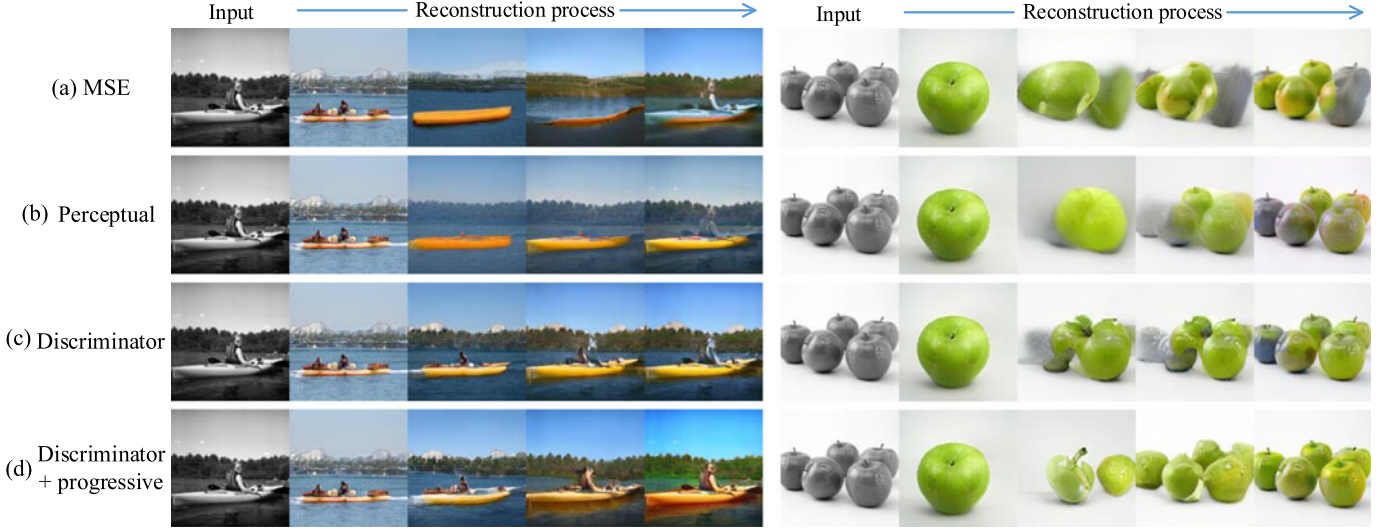 Input Reconstruction process Input Reconstruction process
(a) MSE
(b) Perceptual
(c) Discriminator
(d) Discriminator
+ progressive